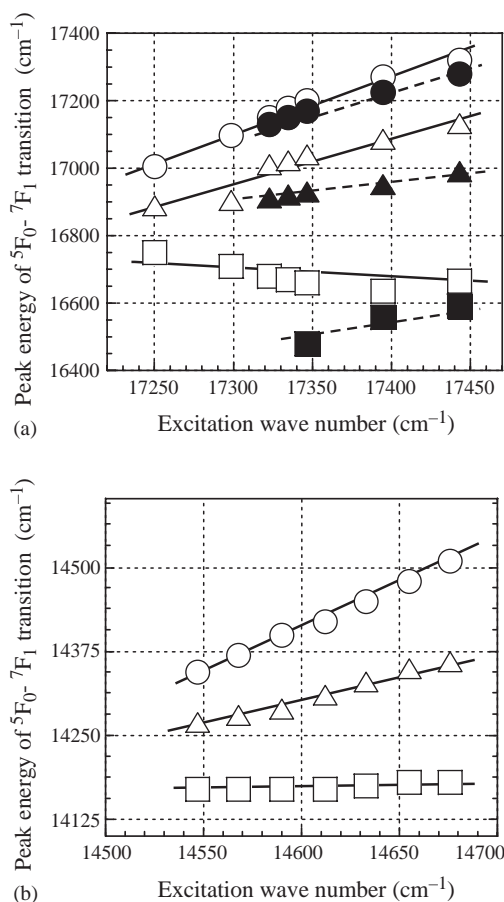 Peak energy of ⁵F₀- ⁷F₁ transition (cm⁻¹)
17400
17200
17000
16800
16600
16400
17250 17300 17350 17400 17450
(a)
Excitation wave number (cm⁻¹)
Peak energy of ⁵F₀- ⁷F₁ transition (cm⁻¹)
14500
14375
14250
14125
14500 14550 14600 14650 14700
(b)
Excitation wave number (cm⁻¹)